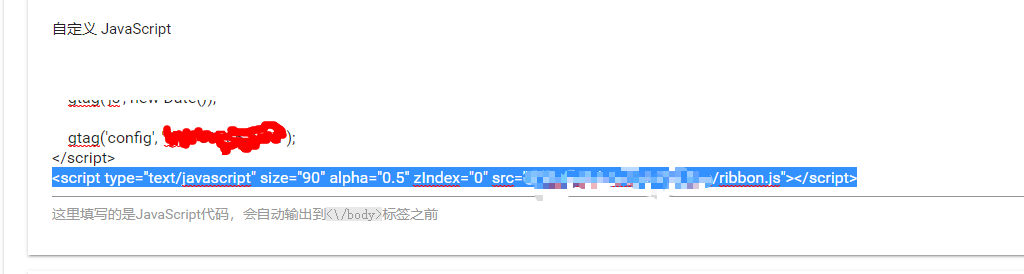 自定义 JavaScript
gtag('js', new Date());
gtag('config', );
</script>
<script type="text/javascript" size="90" alpha="0.5" zIndex="0" src=" /ribbon.js"></script>
这里填写的是JavaScript代码，会自动输出到<\/body>标签之前